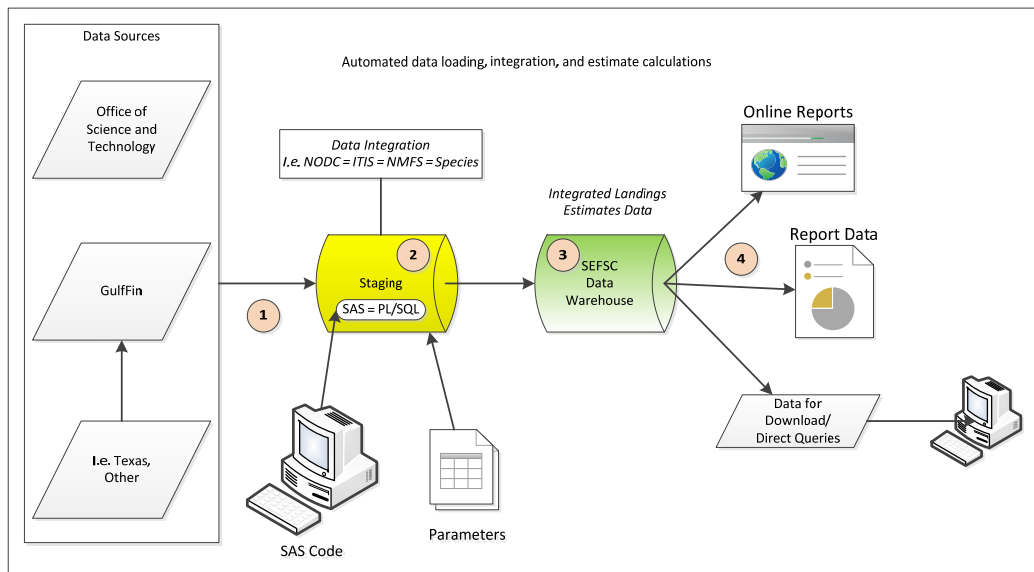 Data Sources
Automated data loading, integration, and estimate calculations
Office of
Science and
Technology
GulfFin
I.e. Texas,
Other
1
Data Integration
I.e. NODC = ITIS = NMFS = Species
2
Staging
SAS = PL/SQL
SAS Code
Parameters
Integrated Landings
Estimates Data
3
SEFSC
Data
Warehouse
Online Reports
4
Report Data
Data for
Download/
Direct Queries